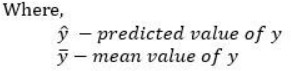 Where,
ŷ – predicted value of y
ȳ – mean value of y